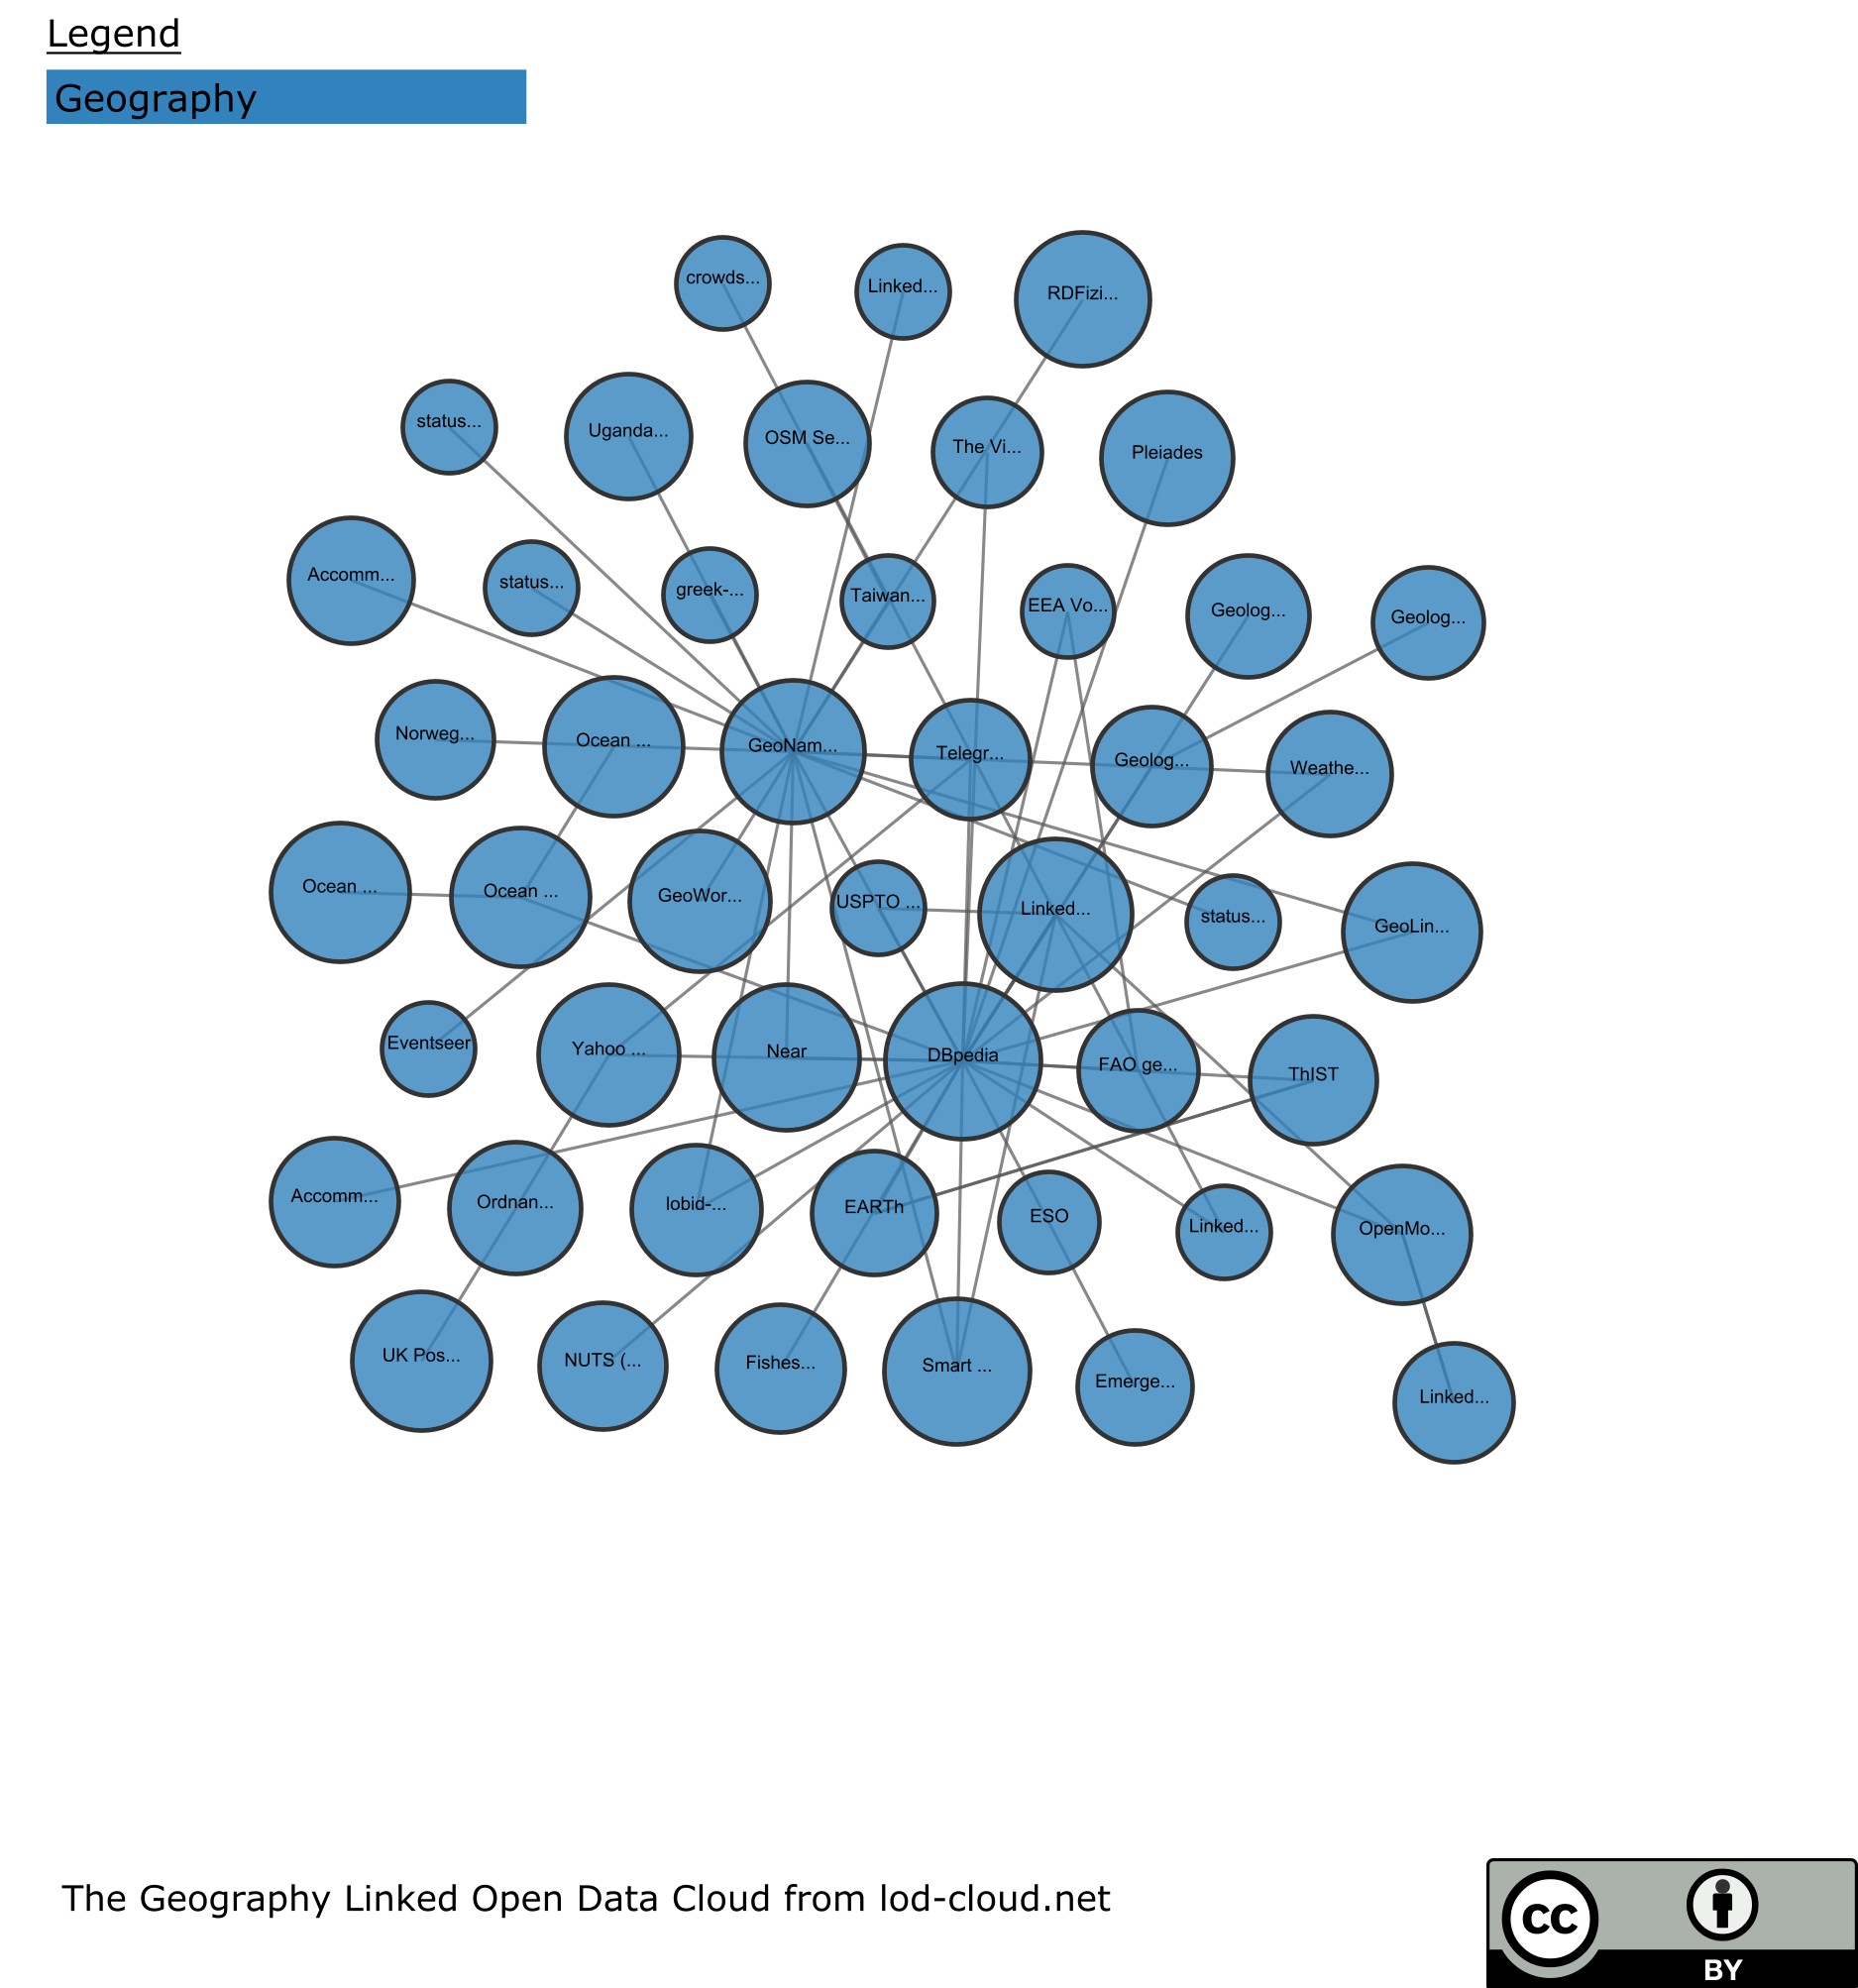 Legend
Geography
crowds...
Linked...
RDFizi...
status...
Uganda...
OSM Se...
The Vi...
Pleiades
Accomm...
status...
greek-...
Taiwan...
EEA Vo...
Geolog...
Geolog...
Norweg...
Ocean ...
GeoNam...
Telegr...
Geolog...
Weathe...
Ocean ...
Ocean ...
GeoWor...
USPTO ...
Linked...
status...
GeoLin...
Eventseer
Yahoo ...
Near
DBpedia
FAO ge...
ThIST
Accomm...
Ordnan...
lobid-...
EARTh
ESO
Linked...
OpenMo...
UK Pos...
NUTS (...
Fishes...
Smart ...
Emerge...
Linked...
The Geography Linked Open Data Cloud from lod-cloud.net
cc
BY